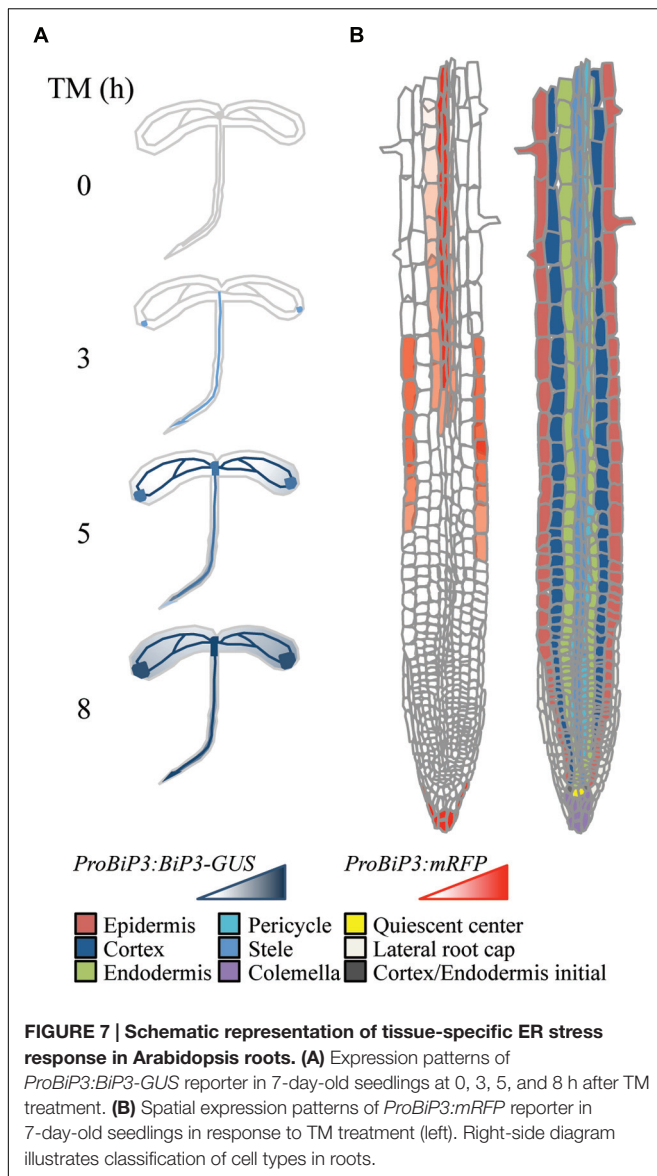 A
B
TM (h)
0
3
5
8
ProBiP3:BiP3-GUS
ProBiP3:mRFP
Epidermis
Pericycle
Quiescent center
Cortex
Stele
Lateral root cap
Endodermis
Colemella
Cortex/Endodermis initial
FIGURE 7 | Schematic representation of tissue-specific ER stress
response in Arabidopsis roots. (A) Expression patterns of
ProBiP3:BiP3-GUS reporter in 7-day-old seedlings at 0, 3, 5, and 8 h after TM
treatment. (B) Spatial expression patterns of ProBiP3:mRFP reporter in
7-day-old seedlings in response to TM treatment (left). Right-side diagram
illustrates classification of cell types in roots.